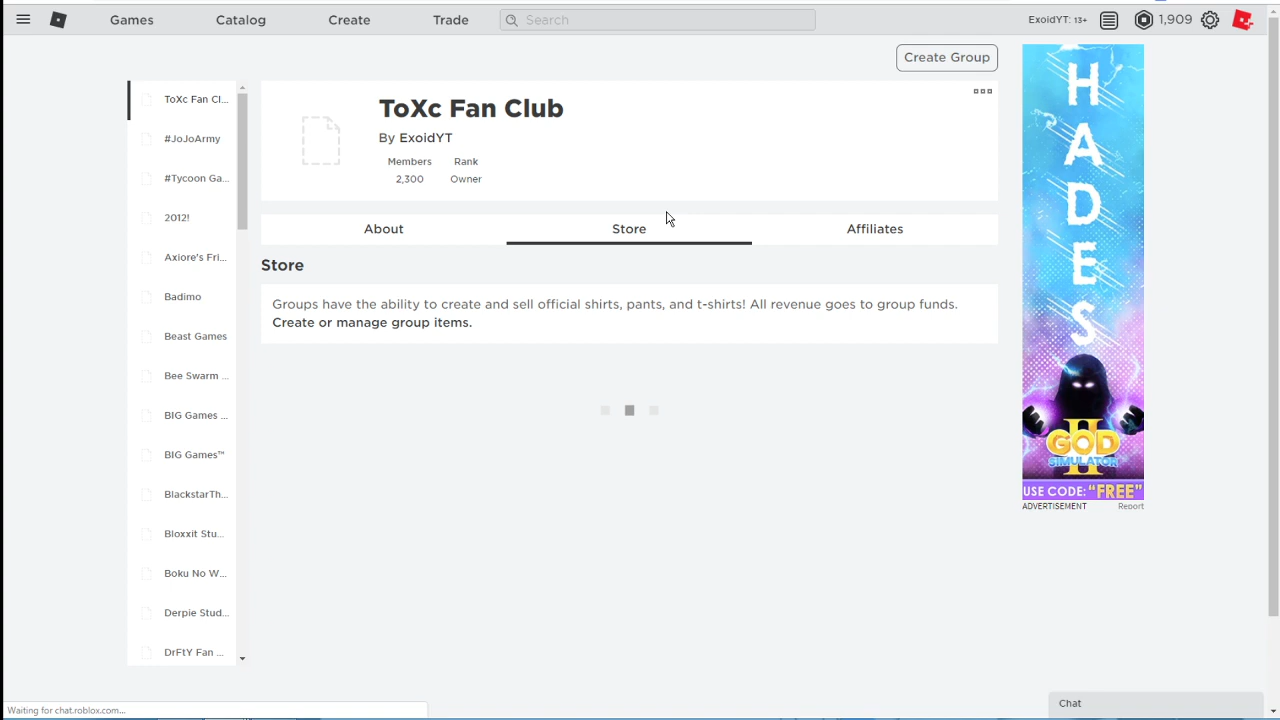 Games Catalog Create Trade Search ExoidYT: 13+ 1,909
Create Group
ToXc Fan Cl...
#JoJoArmy
#Tycoon Ga...
2012!
Axiore's Fri...
Badimo
Beast Games
Bee Swarm ...
BIG Games ...
BIG Games™
BlackstarTh...
Bloxxit Stu...
Boku No W...
Derpie Stud...
DrFtY Fan ...
ToXc Fan Club
By ExoidYT
Members Rank
2,300 Owner
About Store Affiliates
Store
Groups have the ability to create and sell official shirts, pants, and t-shirts! All revenue goes to group funds.
Create or manage group items.
HADES
II
GOD
SIMULATOR
USE CODE: "FREE"
ADVERTISEMENT Report
Waiting for chat.roblox.com...
Chat